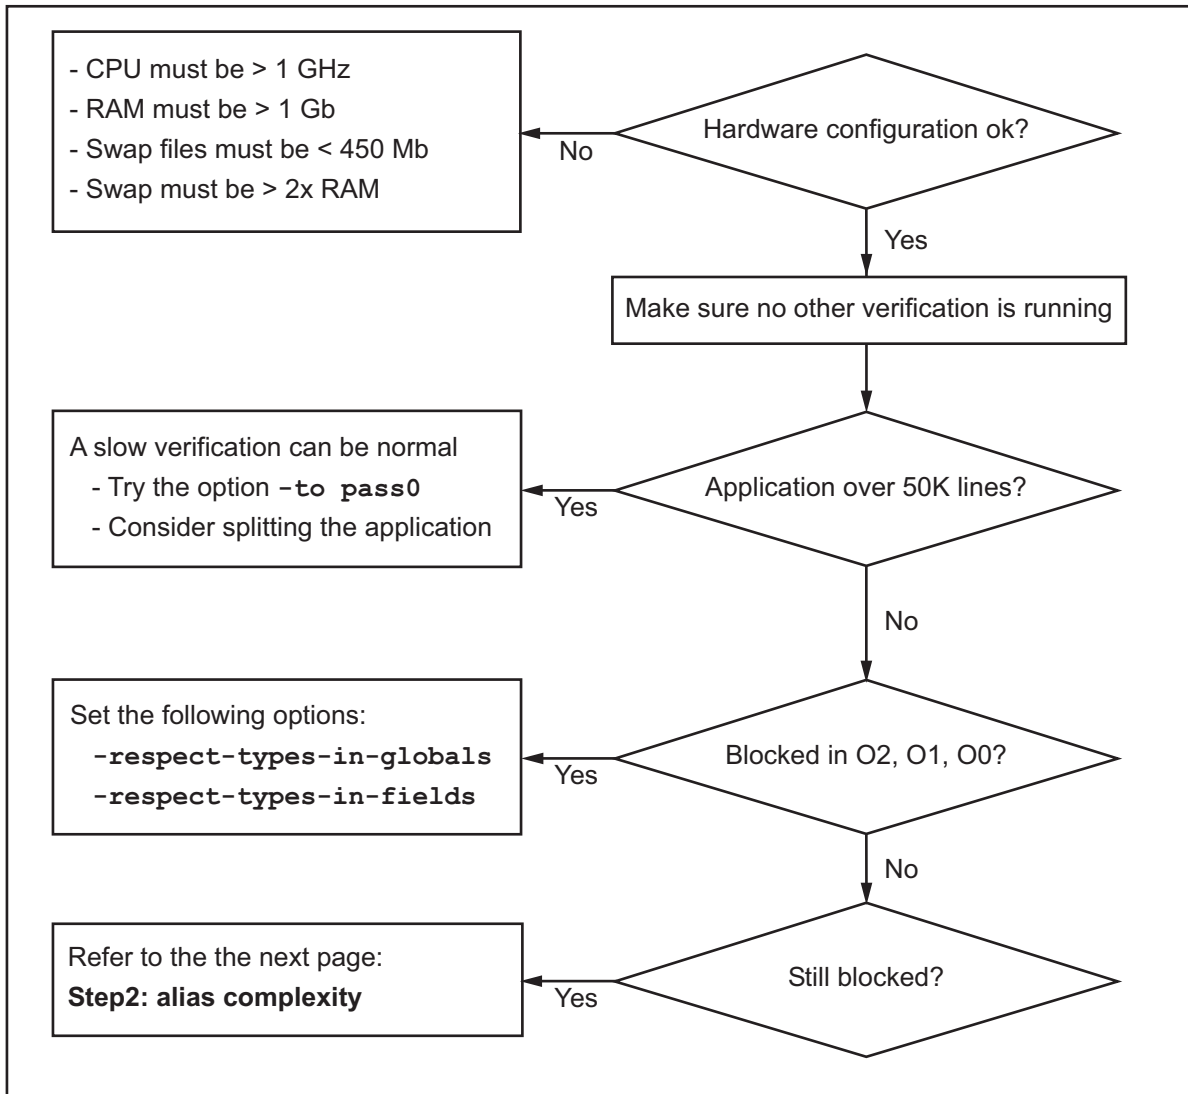 - CPU must be > 1 GHz
- RAM must be > 1 Gb
- Swap files must be < 450 Mb
- Swap must be > 2x RAM
Hardware configuration ok?
No
Yes
Make sure no other verification is running
A slow verification can be normal
- Try the option -to pass0
- Consider splitting the application
Application over 50K lines?
Yes
No
Set the following options:
-respect-types-in-globals
-respect-types-in-fields
Blocked in O2, O1, O0?
Yes
No
Refer to the the next page:
Step2: alias complexity
Still blocked?
Yes